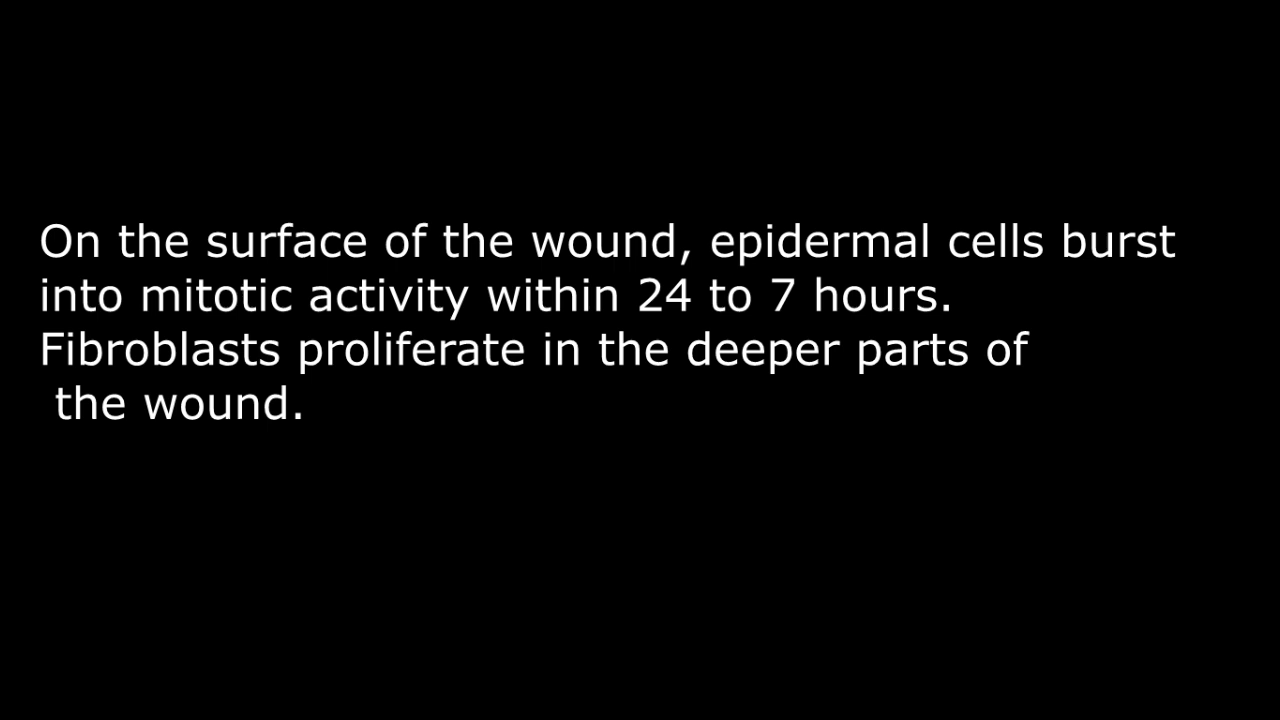 On the surface of the wound, epidermal cells burst
into mitotic activity within 24 to 7 hours.
Fibroblasts proliferate in the deeper parts of
the wound.